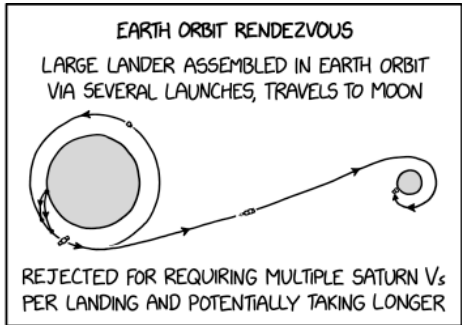 EARTH ORBIT RENDEZVOUS
LARGE LANDER ASSEMBLED IN EARTH ORBIT
VIA SEVERAL LAUNCHES, TRAVELS TO MOON
REJECTED FOR REQUIRING MULTIPLE SATURN Vs
PER LANDING AND POTENTIALLY TAKING LONGER